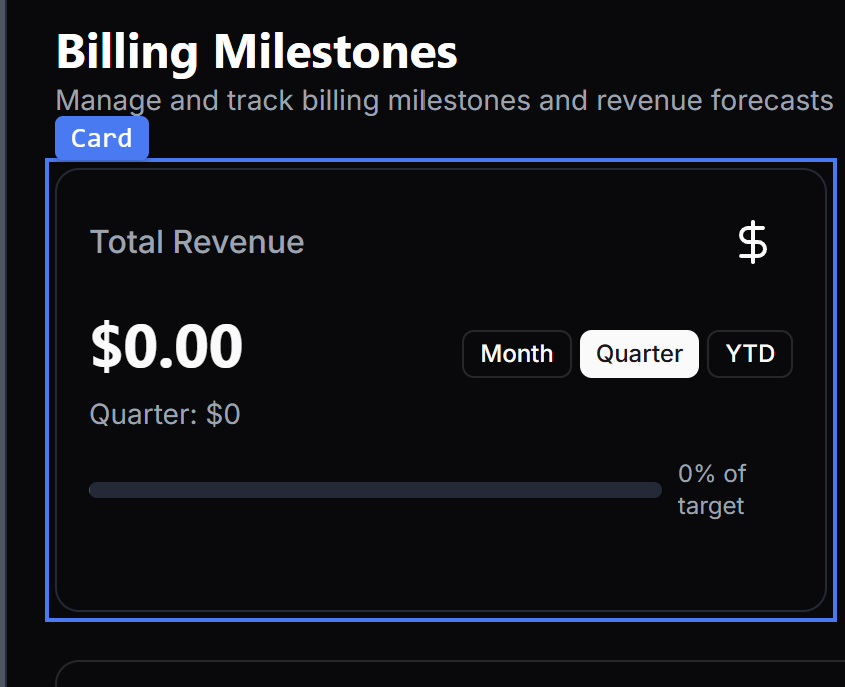 Billing Milestones
Manage and track billing milestones and revenue forecasts
Card
Total Revenue
$
$0.00
Month Quarter YTD
Quarter: $0
0% of
target